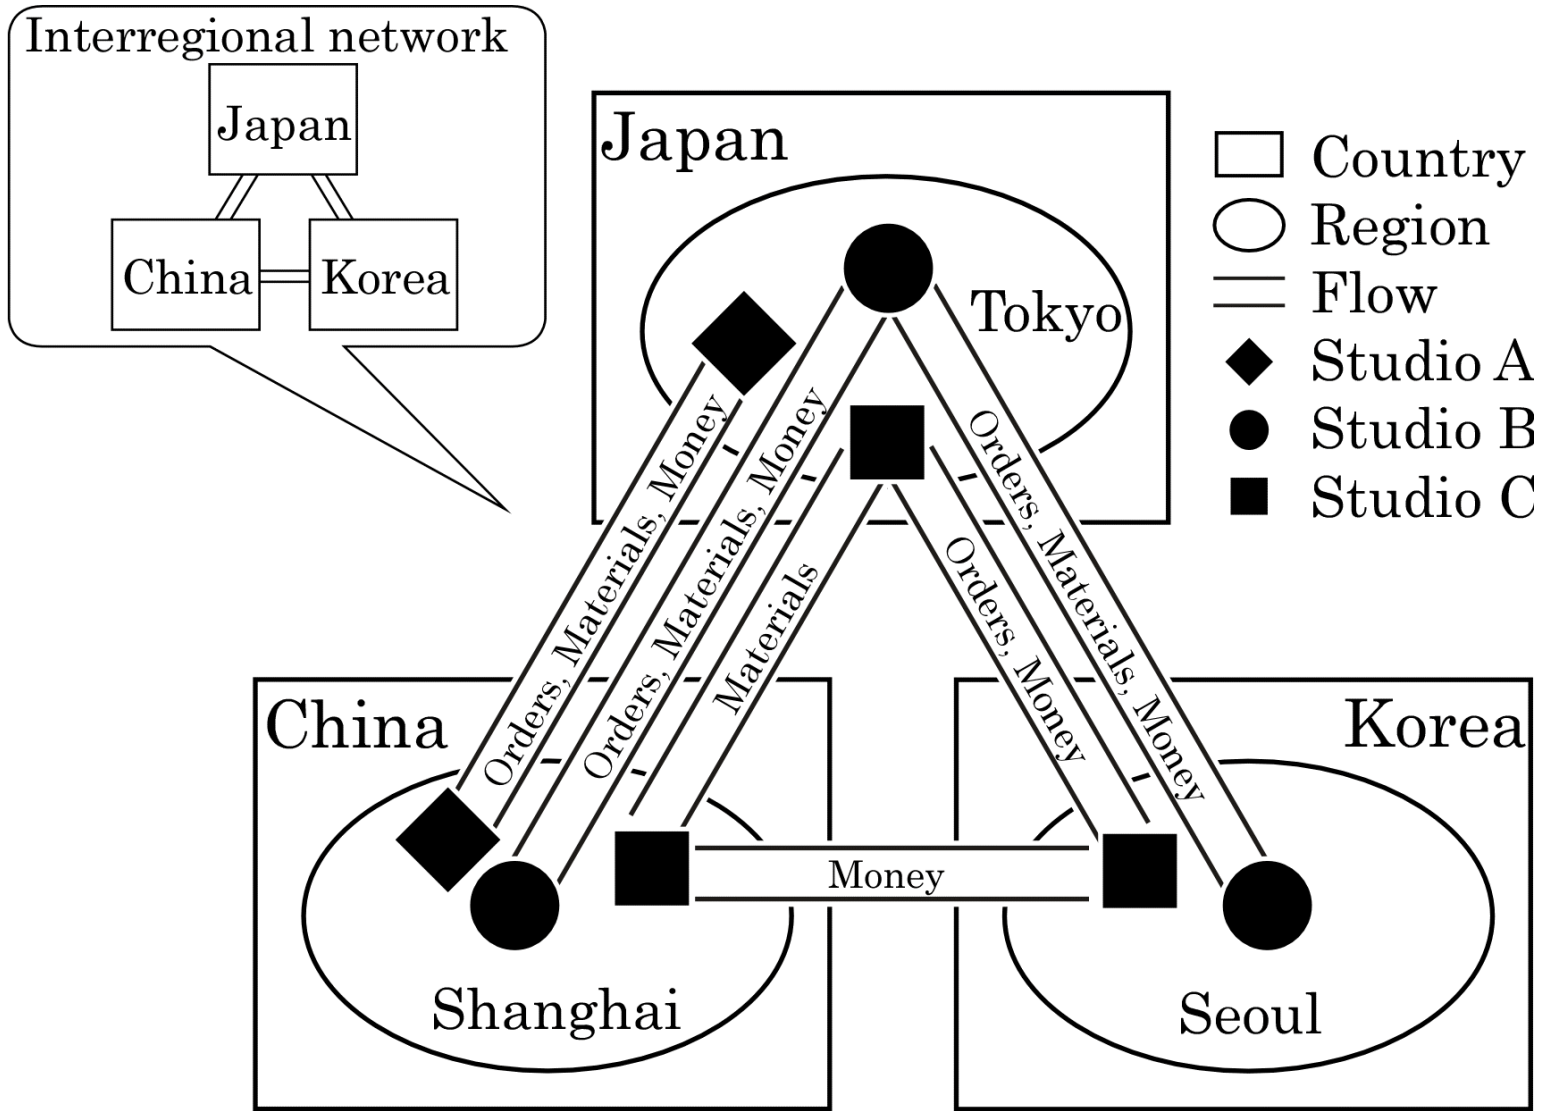 Interregional network
Japan
China
Korea
Japan
Tokyo
Country
Region
Flow
Studio A
Studio B
Studio C
Orders, Materials, Money
Orders, Materials, Money
Materials
Orders, Money
Orders, Materials, Money
China
Shanghai
Money
Korea
Seoul